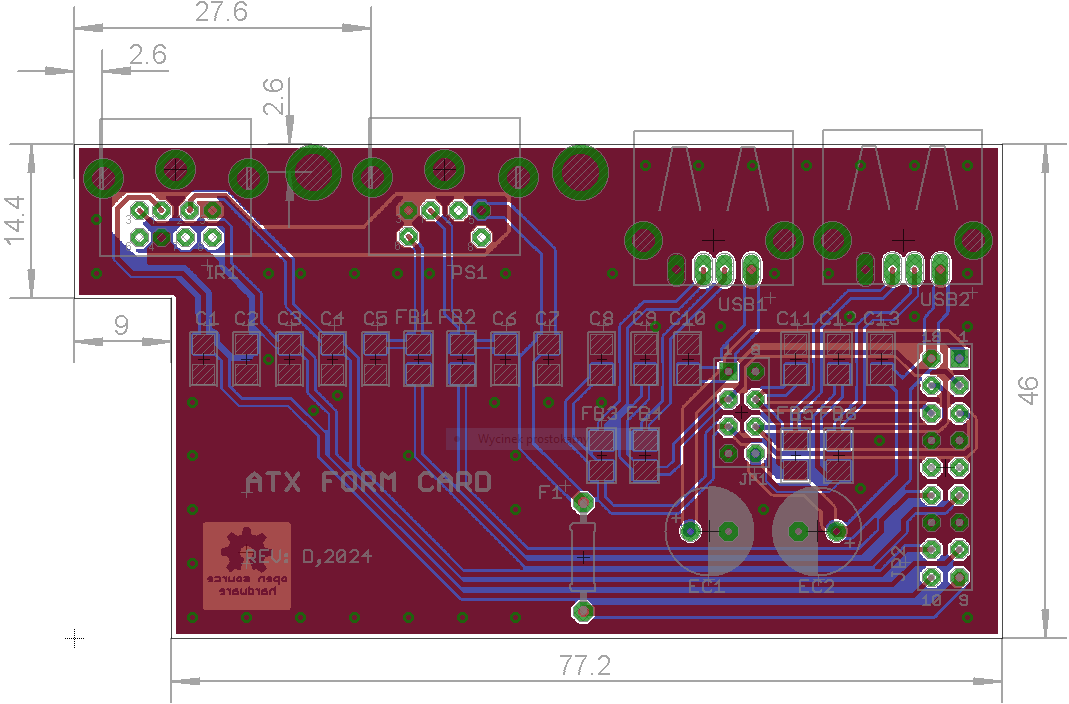 27.6
2.6
2.6
14.4
IR1
PS1
USB1
USB2
9
C1 C2 C3 C4 C5 FB1 FB2 C6 C7 C8 C9 C10 C11 C12 C13
18 1
46
FB3 FB4 FB5
Wycinek prostokątny
JP1
ATX FORM CARD
F1
REV: D,2024
open source
hardware
EC1
EC2
JP2
10 9
77.2